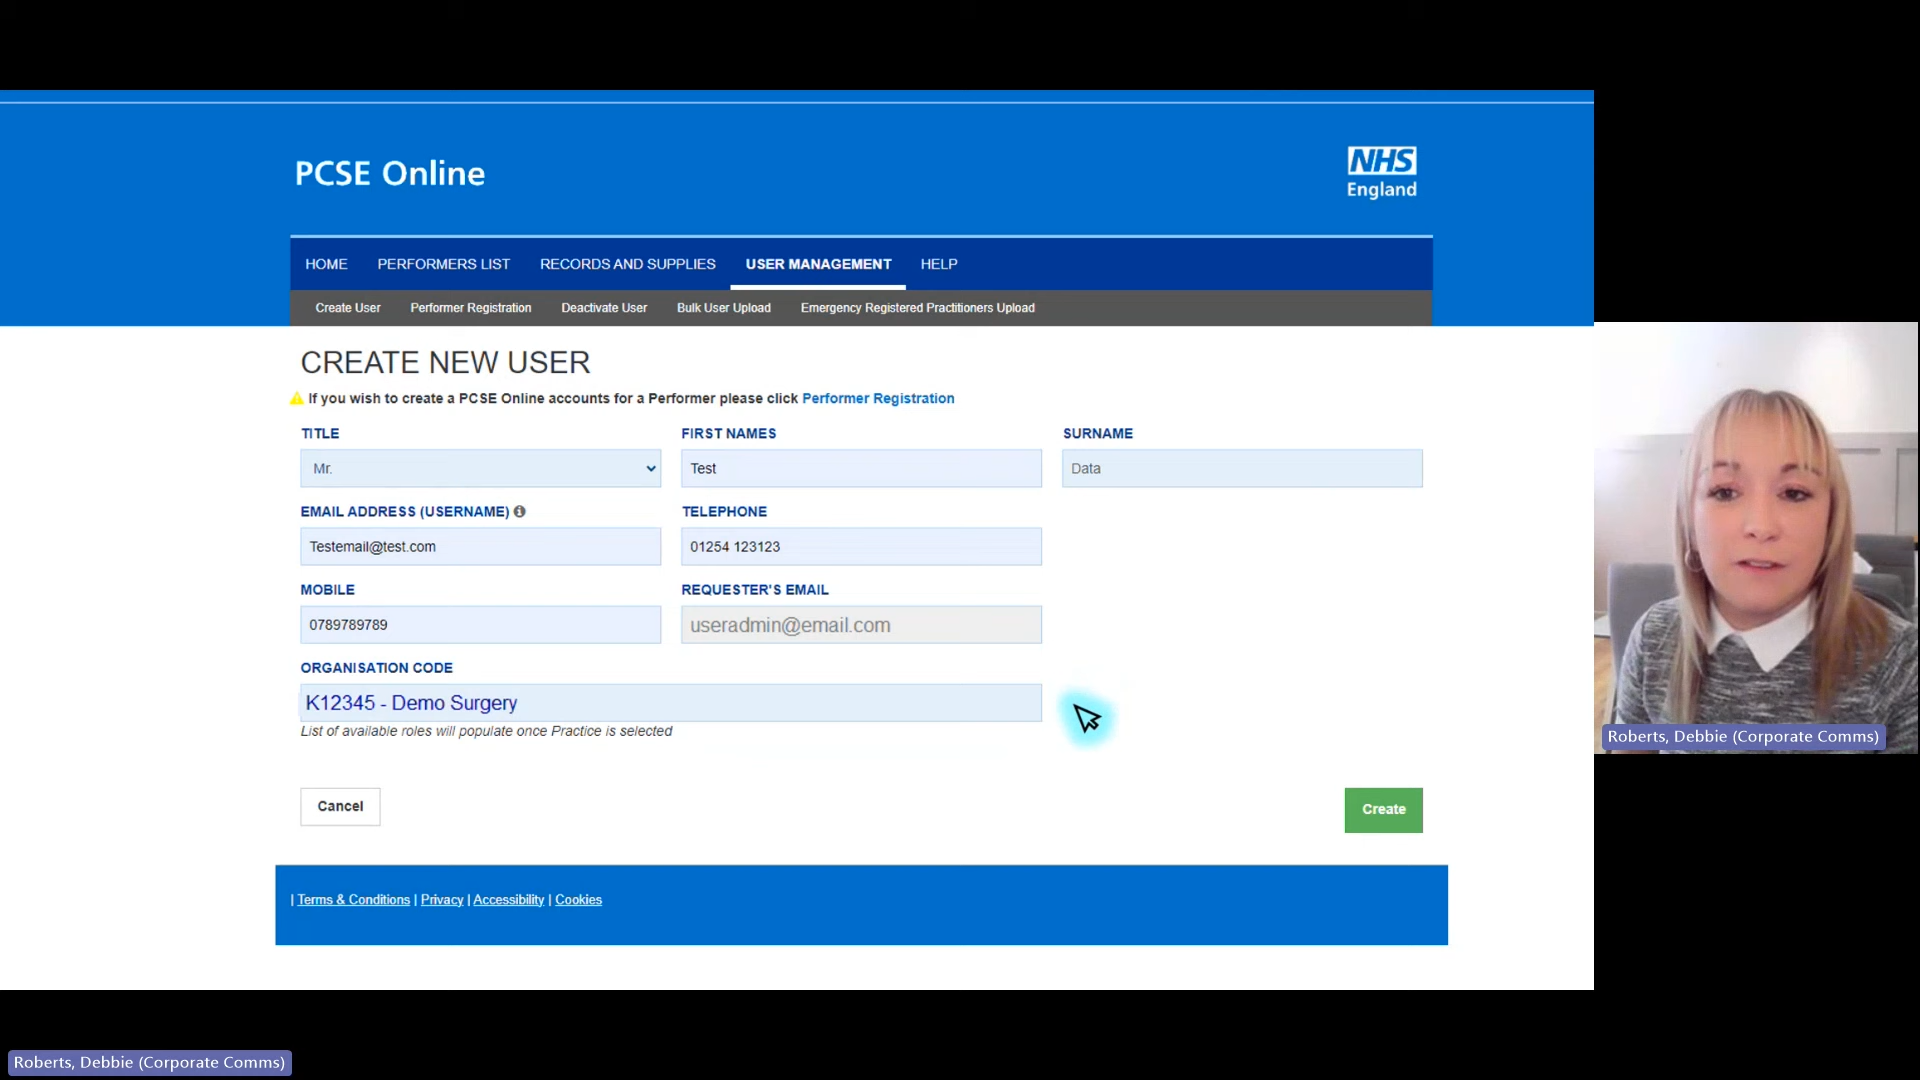 PCSE Online
NHS
England
HOME PERFORMERS LIST RECORDS AND SUPPLIES USER MANAGEMENT HELP
Create User Performer Registration Deactivate User Bulk User Upload Emergency Registered Practitioners Upload
CREATE NEW USER
If you wish to create a PCSE Online accounts for a Performer please click Performer Registration
TITLE FIRST NAMES SURNAME
Mr. Test Data
EMAIL ADDRESS (USERNAME) TELEPHONE
Testemail@test.com 01254 123123
MOBILE REQUESTER'S EMAIL
0789789789 useradmin@email.com
ORGANISATION CODE
K12345 - Demo Surgery
List of available roles will populate once Practice is selected
Cancel Create
| Terms & Conditions | Privacy | Accessibility | Cookies
Roberts, Debbie (Corporate Comms)
Roberts, Debbie (Corporate Comms)